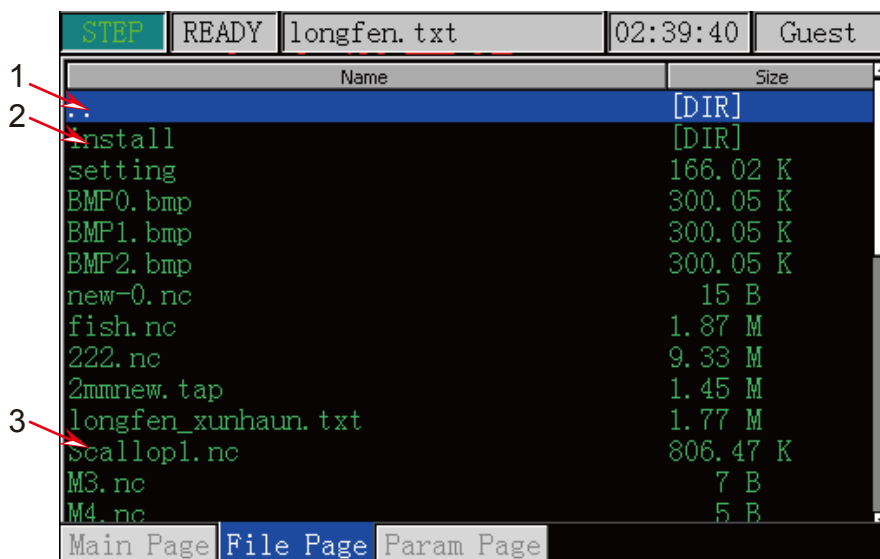 STEP READY longfen.txt 02:39:40 Guest
Name Size
1
.. [DIR]
2
install [DIR]
setting 166.02 K
BMP0.bmp 300.05 K
BMP1.bmp 300.05 K
BMP2.bmp 300.05 K
new-0.nc 15 B
fish.nc 1.87 M
222.nc 9.33 M
2mmnew.tap 1.45 M
longfen_xunhaun.txt 1.77 M
3
Scallop1.nc 806.47 K
M3.nc 7 B
M4.nc 5 B
Main Page File Page Param Page